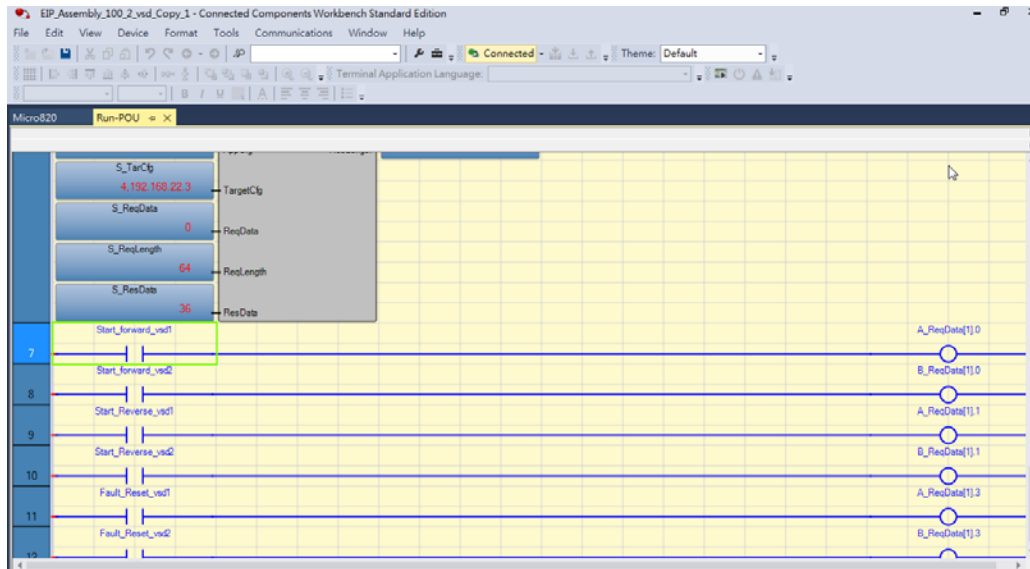 EIP_Assembly_100_2_vsd_Copy_1 - Connected Components Workbench Standard Edition
File Edit View Device Format Tools Communications Window Help
Connected Theme: Default
Terminal Application Language:
B I U A
Micro820 Run-POU
S_TarCfg
4,192.168.22.3 TargetCfg
S_ReqData
0 ReqData
S_ReqLength
64 ReqLength
S_ResData
36 ResData
Start_forward_vsd1 A_ReqData[1].0
7
Start_forward_vsd2 B_ReqData[1].0
8
Start_Reverse_vsd1 A_ReqData[1].1
9
Start_Reverse_vsd2 B_ReqData[1].1
10
Fault_Reset_vsd1 A_ReqData[1].3
11
Fault_Reset_vsd2 B_ReqData[1].3
12